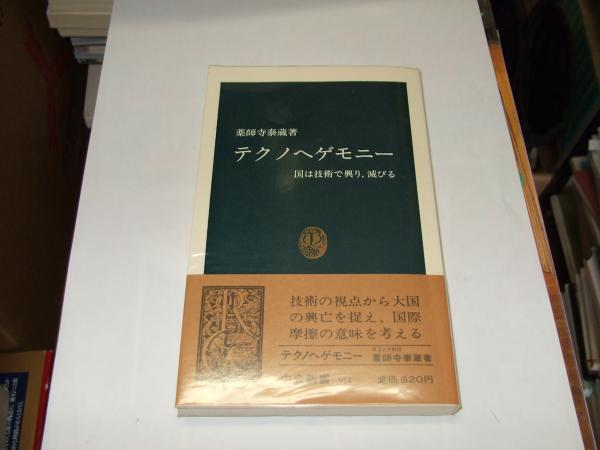 薬師寺泰蔵著
テクノヘゲモニー
国は技術で興り、滅びる
技術の視点から大国
の興亡を捉え、国際
摩擦の意味を考える
テクノヘゲモニー
薬師寺泰蔵著
中公新書 914 定価620円